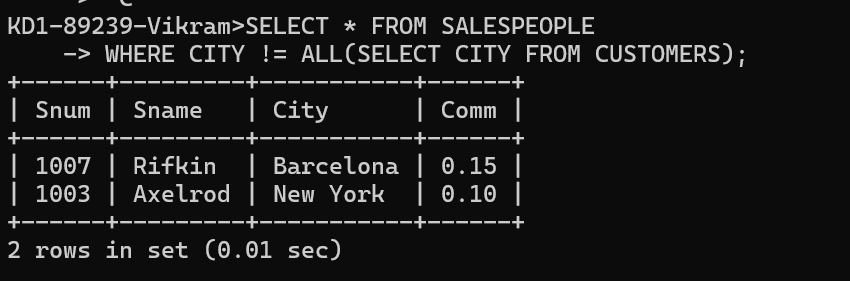 KD1-89239-Vikram>SELECT * FROM SALESPEOPLE
    -> WHERE CITY != ALL(SELECT CITY FROM CUSTOMERS);
+------+---------+-----------+------+
| Snum | Sname   | City      | Comm |
+------+---------+-----------+------+
| 1007 | Rifkin  | Barcelona | 0.15 |
| 1003 | Axelrod | New York  | 0.10 |
+------+---------+-----------+------+
2 rows in set (0.01 sec)